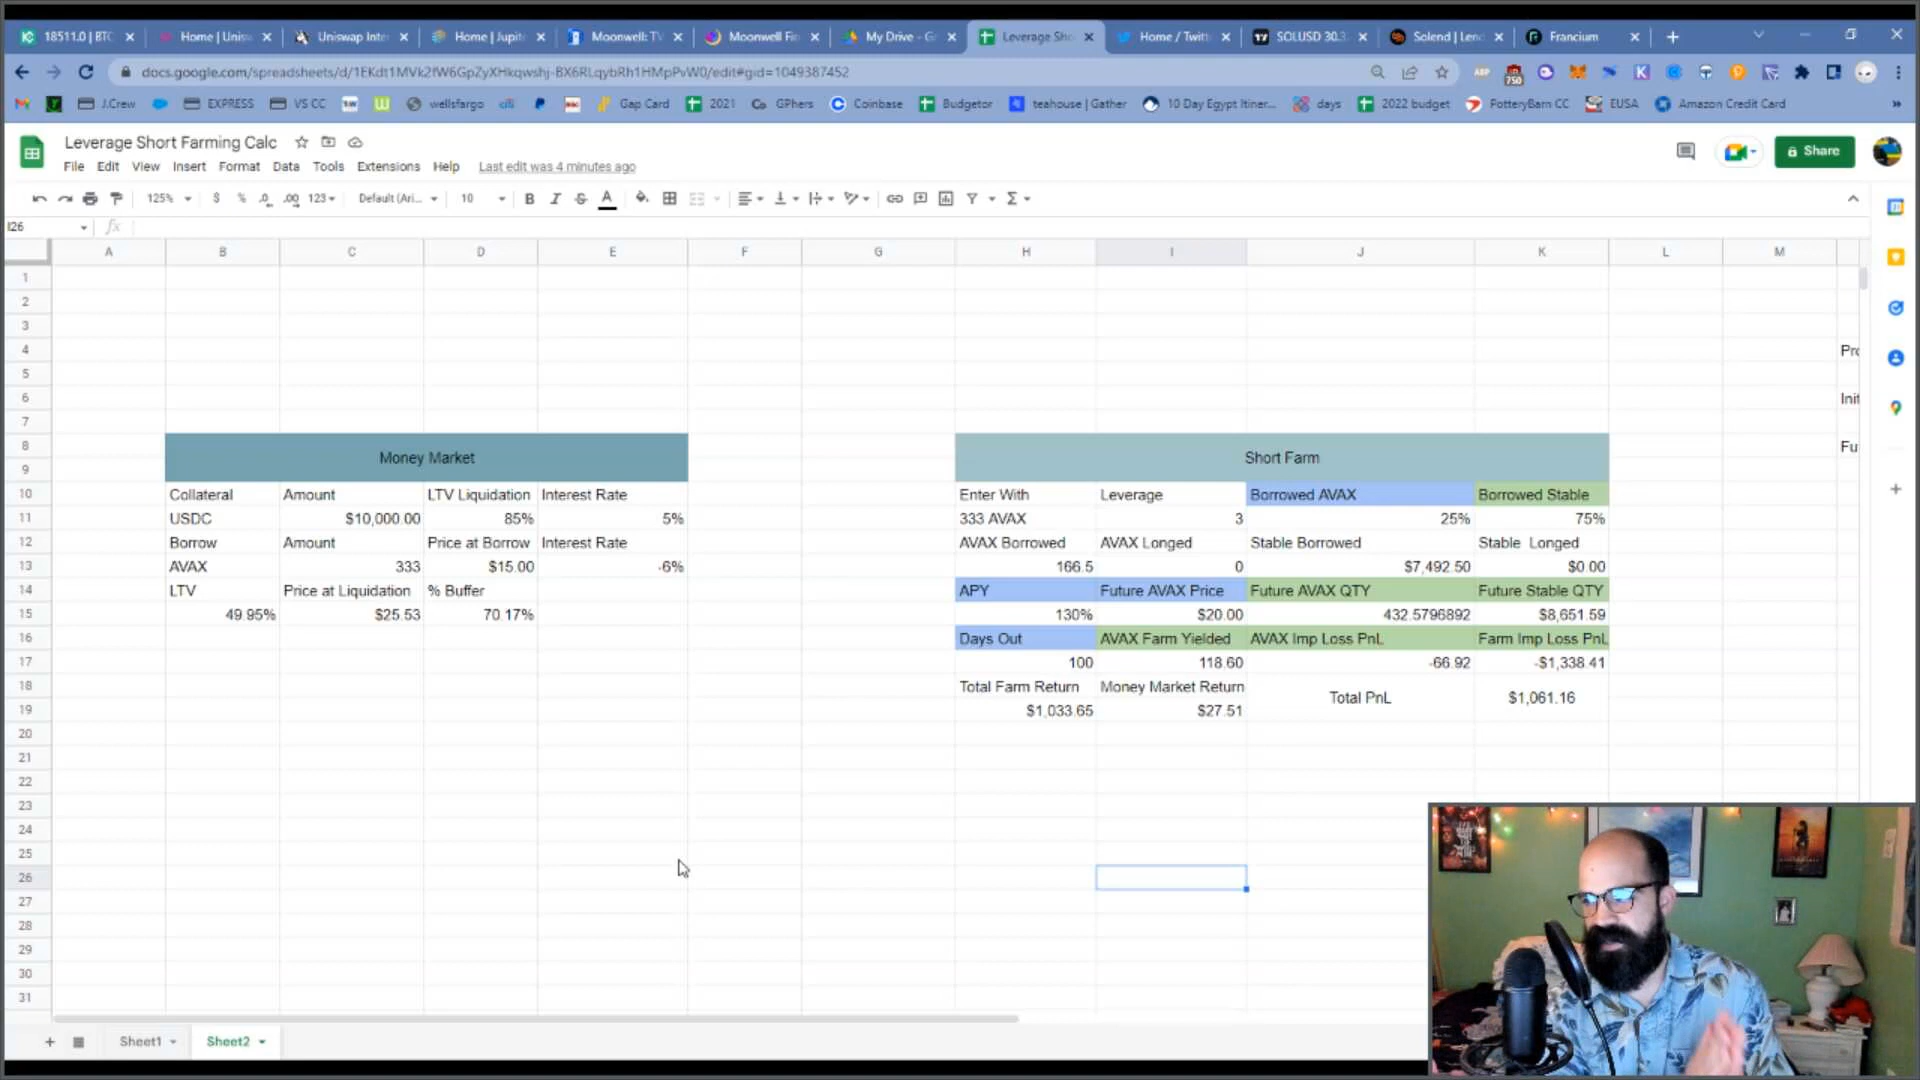 18511.0 | BTC
Home | Unisw
Uniswap Inter
Home | Jupit
Moonwell: TV
Moonwell Fin
My Drive - G
Leverage Sho
Home / Twitt
SOLUSD 30.3
Solend | Lend
Francium
docs.google.com/spreadsheets/d/1EKdt1MVk2fW6GpZyXHkqwshj-BX6RLqybRh1HMpPvW0/edit#gid=1049387452
J.Crew
EXPRESS
VS CC
wellsfargo
citi
Gap Card
2021
GPhers
Coinbase
Budgetor
teahouse | Gather
10 Day Egypt Itiner...
days
2022 budget
PotteryBarn CC
EUSA
Amazon Credit Card
Leverage Short Farming Calc
File Edit View Insert Format Data Tools Extensions Help Last edit was 4 minutes ago
Share
125% $ % .0 .00 123 Default (Ari... 10 B I S A
I26 fx
A B C D E F G H I J K L M
1
2
3
4 Pro
5
6 Init
7
8 Fu
Money Market Short Farm
9
10 Collateral Amount LTV Liquidation Interest Rate Enter With Leverage Borrowed AVAX Borrowed Stable
11 USDC $10,000.00 85% 5% 333 AVAX 3 25% 75%
12 Borrow Amount Price at Borrow Interest Rate AVAX Borrowed AVAX Longed Stable Borrowed Stable Longed
13 AVAX 333 $15.00 -6% 166.5 0 $7,492.50 $0.00
14 LTV Price at Liquidation % Buffer APY Future AVAX Price Future AVAX QTY Future Stable QTY
15 49.95% $25.53 70.17% 130% $20.00 432.5796892 $8,651.59
16 Days Out AVAX Farm Yielded AVAX Imp Loss PnL Farm Imp Loss PnL
17 100 118.60 -66.92 -$1,338.41
18 Total Farm Return Money Market Return
Total PnL $1,061.16
19 $1,033.65 $27.51
20
21
22
23
24
25
26
27
28
29
30
31
Sheet1 Sheet2